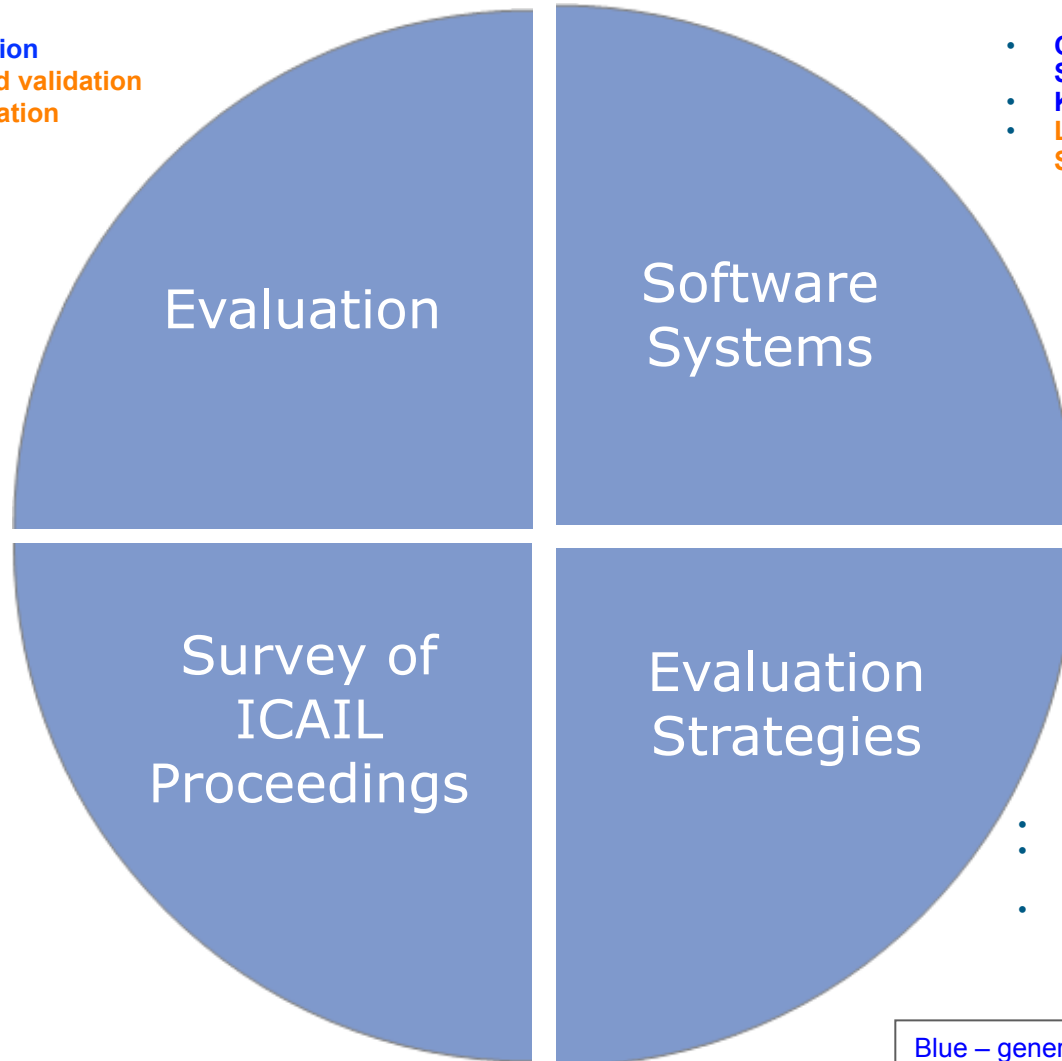 ion
d validation
ation
Evaluation
Software
Systems
Survey of
ICAIL
Proceedings
Evaluation
Strategies
Blue – gener